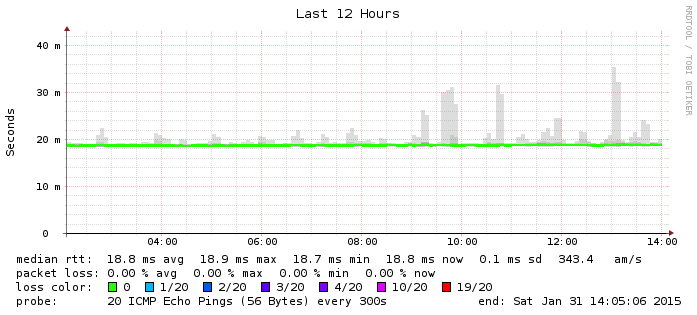 Last 12 Hours
RRDTOOL / TOBI OETIKER
Seconds
40 m
30 m
20 m
10 m
0
04:00 06:00 08:00 10:00 12:00 14:00
median rtt: 18.8 ms avg 18.9 ms max 18.7 ms min 18.8 ms now 0.1 ms sd 343.4 am/s
packet loss: 0.00 % avg 0.00 % max 0.00 % min 0.00 % now
loss color: 0 1/20 2/20 3/20 4/20 10/20 19/20
probe: 20 ICMP Echo Pings (56 Bytes) every 300s end: Sat Jan 31 14:05:06 2015